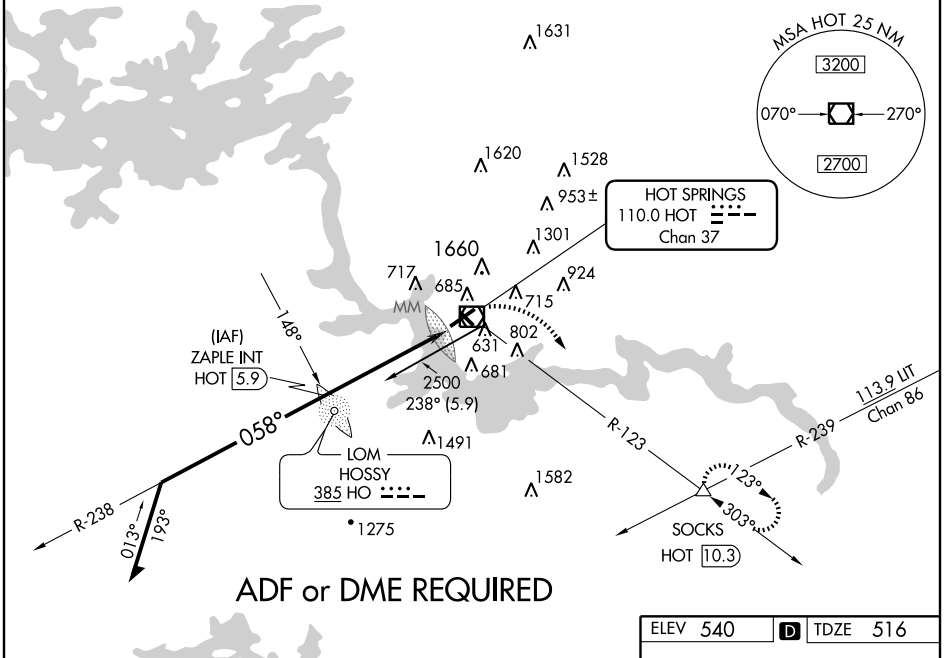 1631
MSA HOT 25 NM
3200
070°
270°
2700
1620
1528
953±
HOT SPRINGS
110.0 HOT
Chan 37
1301
1660
717
685
924
715
MM
148°
(IAF)
ZAPLE INT
HOT 5.9
631
802
681
2500
238° (5.9)
113.9 LIT
Chan 86
058°
R-123
R-239
1491
LOM
HOSSY
385 HO
1582
123°
303°
R-238
013°
193°
1275
SOCKS
HOT 10.3
ADF or DME REQUIRED
ELEV 540
D
TDZE 516